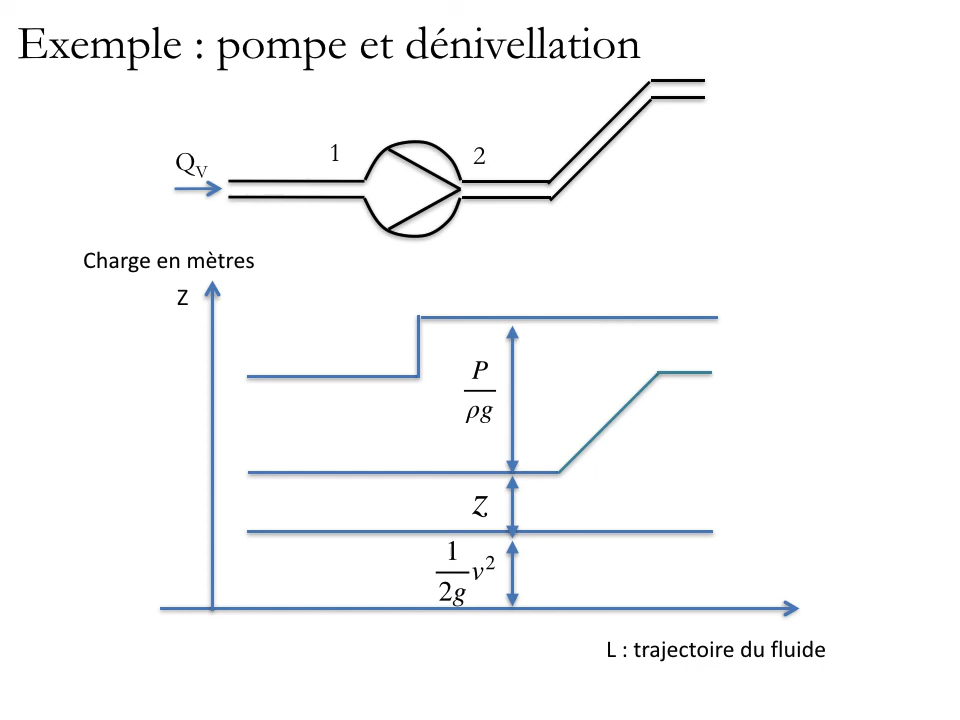 Exemple : pompe et dénivellation
1
2
Q_V
Charge en mètres
Z
P
ρg
z
1
2g
v²
L : trajectoire du fluide